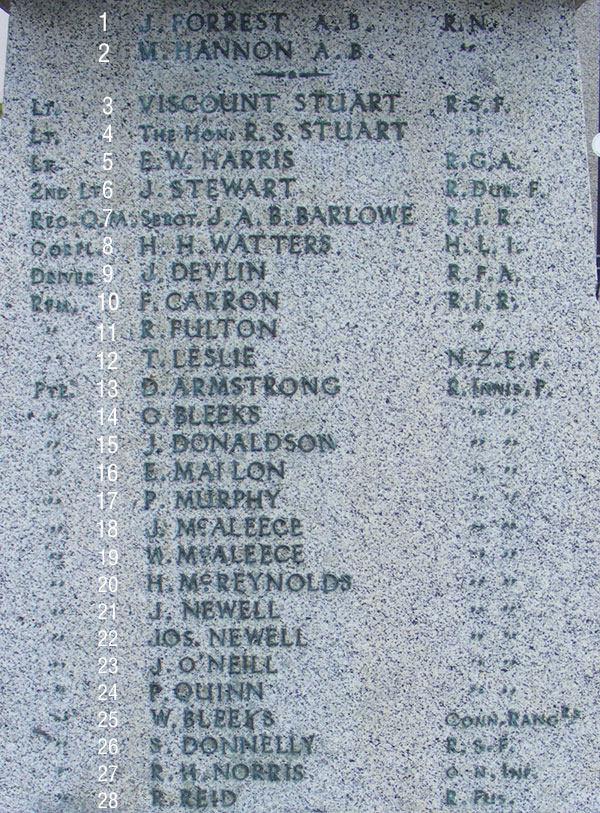 1 J. FORREST A.B. R.N.
2 M. HANNON A.B. "
LT. 3 VISCOUNT STUART R.S.F.
LT. 4 THE HON. R.S. STUART "
LT. 5 E.W. HARRIS R.G.A.
2ND LT 6 J. STEWART R. DUB. F.
REG. Q.M. SERGT. 7 J.A.B. BARLOWE R.I.R.
CORPL. 8 H.H. WATTERS H.L.I.
DRIVER 9 J. DEVLIN R.F.A.
RFM. 10 F. CARRON R.I.R.
" 11 R. FULTON "
" 12 T. LESLIE N.Z.E.F.
PTE. 13 D. ARMSTRONG R. INNIS. F.
" 14 G. BLEEKS " "
" 15 J. DONALDSON " "
" 16 E. MALLON " "
" 17 P. MURPHY " "
" 18 J. McALEECE " "
" 19 W. McALEECE " "
" 20 H. McREYNOLDS " "
" 21 J. NEWELL " "
" 22 JOS. NEWELL " "
" 23 J. O'NEILL " "
" 24 P. QUINN " "
" 25 W. BLEEKS CONN. RANGRS
" 26 S. DONNELLY R.S.F.
" 27 R.H. NORRIS N. INF.
" 28 R. REID R. FUS.